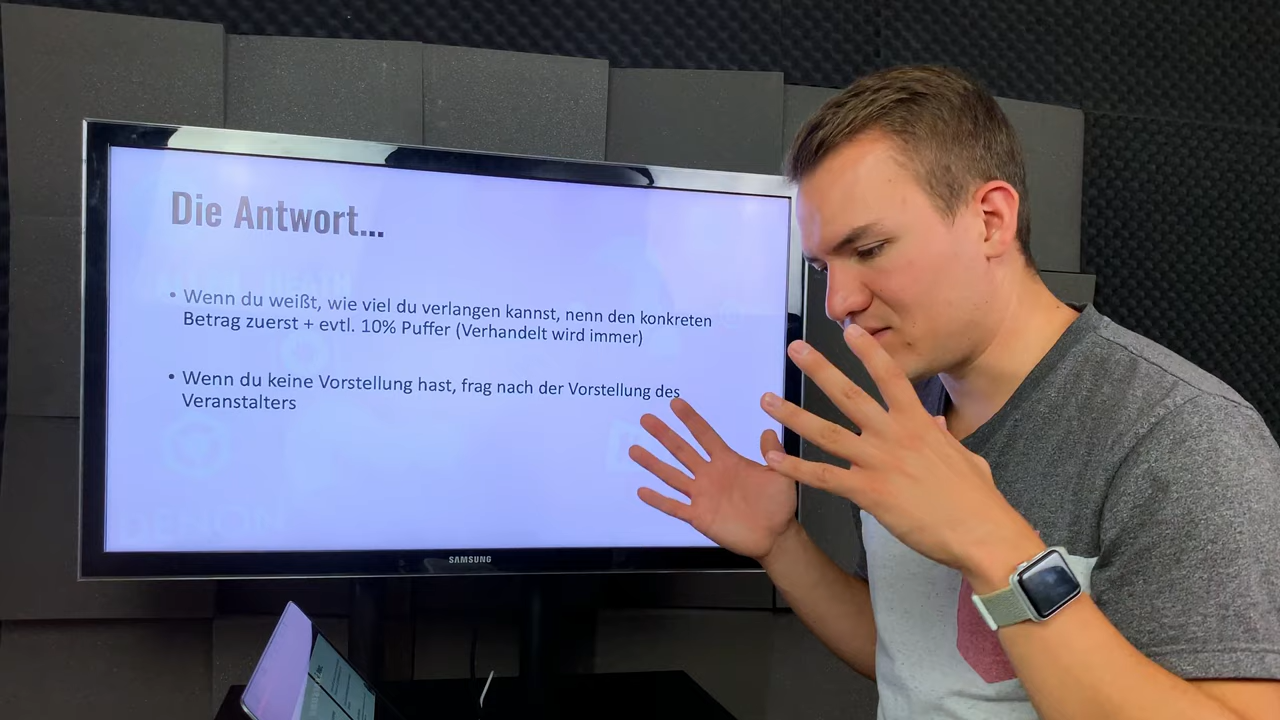 Die Antwort...
• Wenn du weißt, wie viel du verlangen kannst, nenn den konkreten
Betrag zuerst + evtl. 10% Puffer (Verhandelt wird immer)
• Wenn du keine Vorstellung hast, frag nach der Vorstellung des
Veranstalters
SAMSUNG